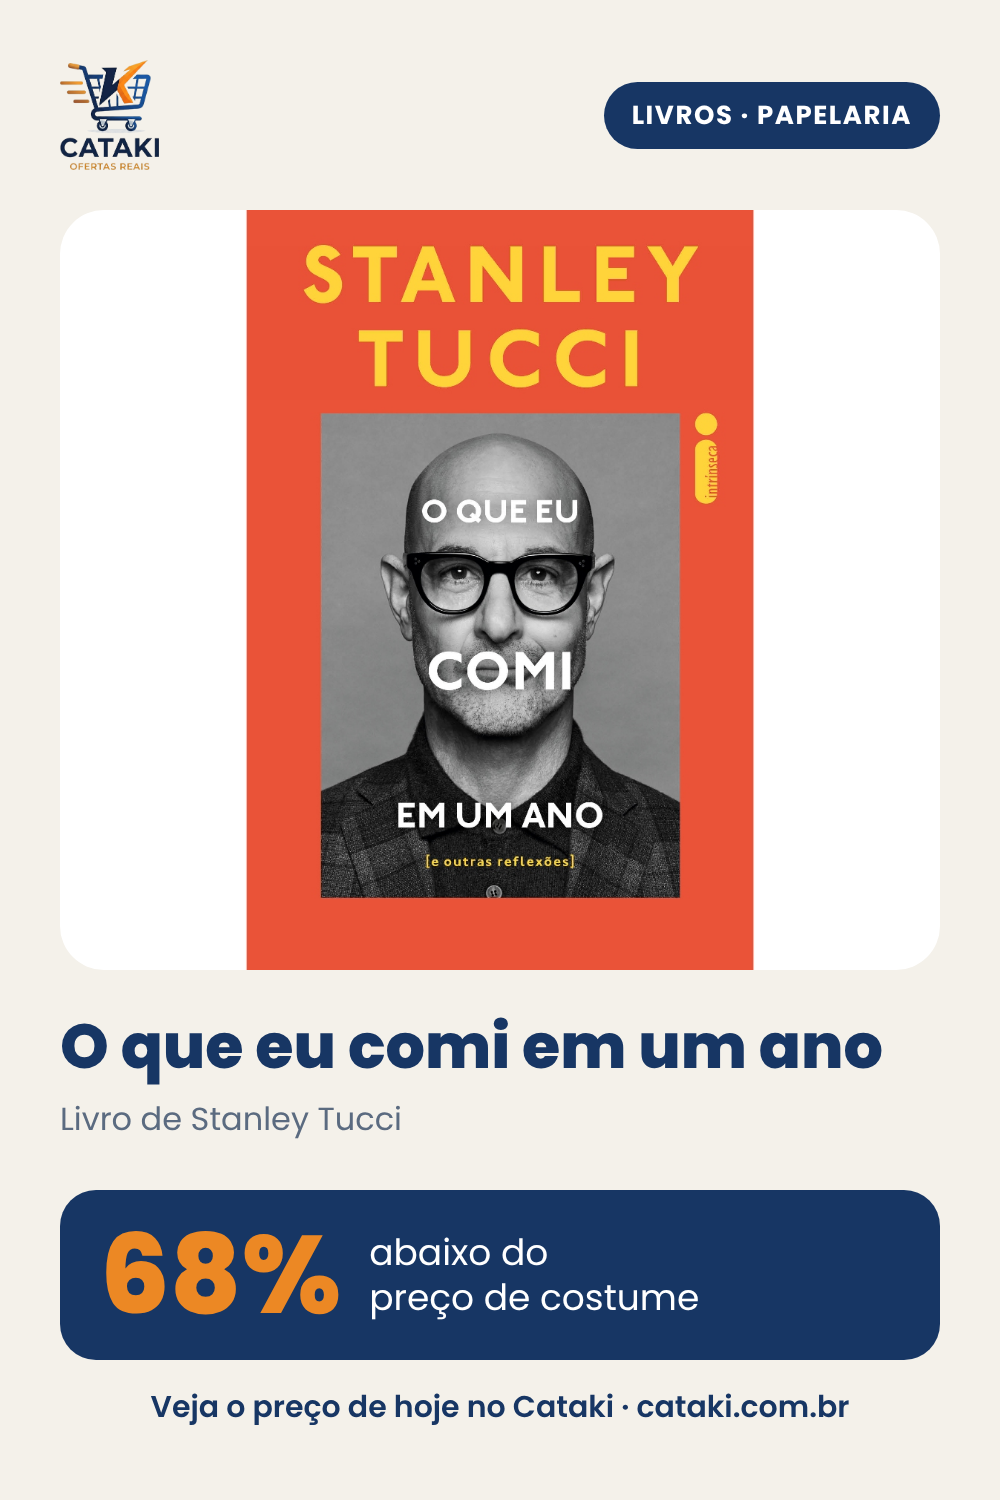 CATAKI
OFERTAS REAIS
LIVROS · PAPELARIA
STANLEY
TUCCI
intrínseca
O QUE EU
COMI
EM UM ANO
[e outras reflexões]
O que eu comi em um ano
Livro de Stanley Tucci
68%
abaixo do
preço de costume
Veja o preço de hoje no Cataki · cataki.com.br